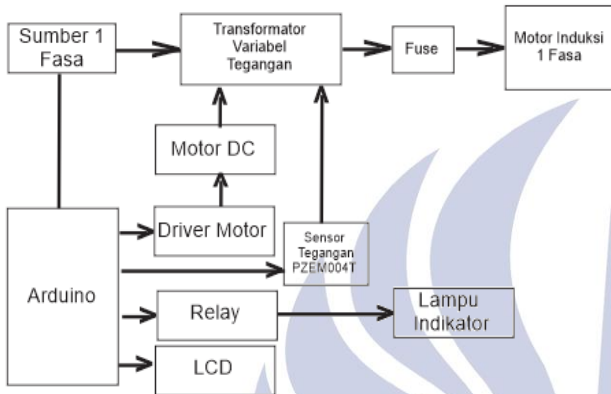 Sumber 1
Fasa
Transformator
Variabel
Tegangan
Fuse
Motor Induksi
1 Fasa
Motor DC
Driver Motor
Sensor
Tegangan
PZEM004T
Arduino
Relay
Lampu
Indikator
LCD